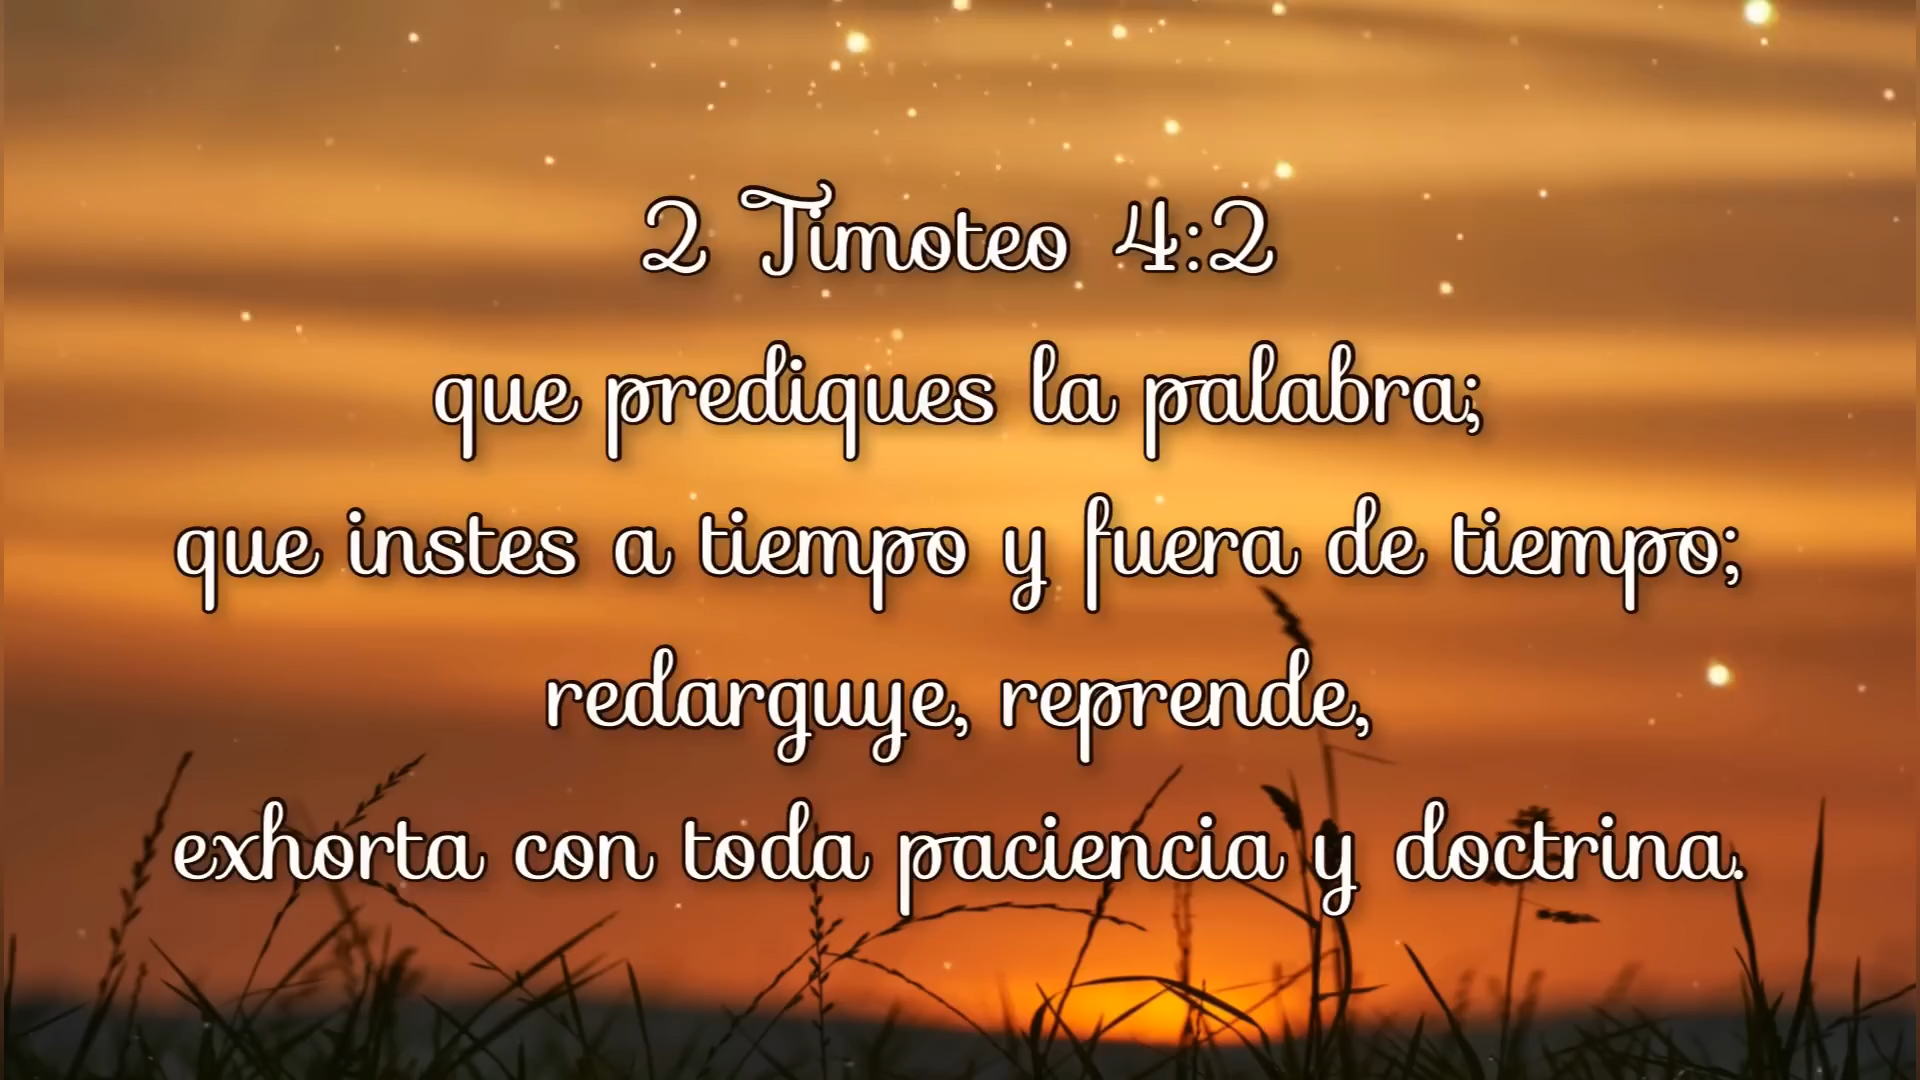 2 Timoteo 4:2
que prediques la palabra;
que instes a tiempo y fuera de tiempo;
redarguye, reprende,
exhorta con toda paciencia y doctrina.